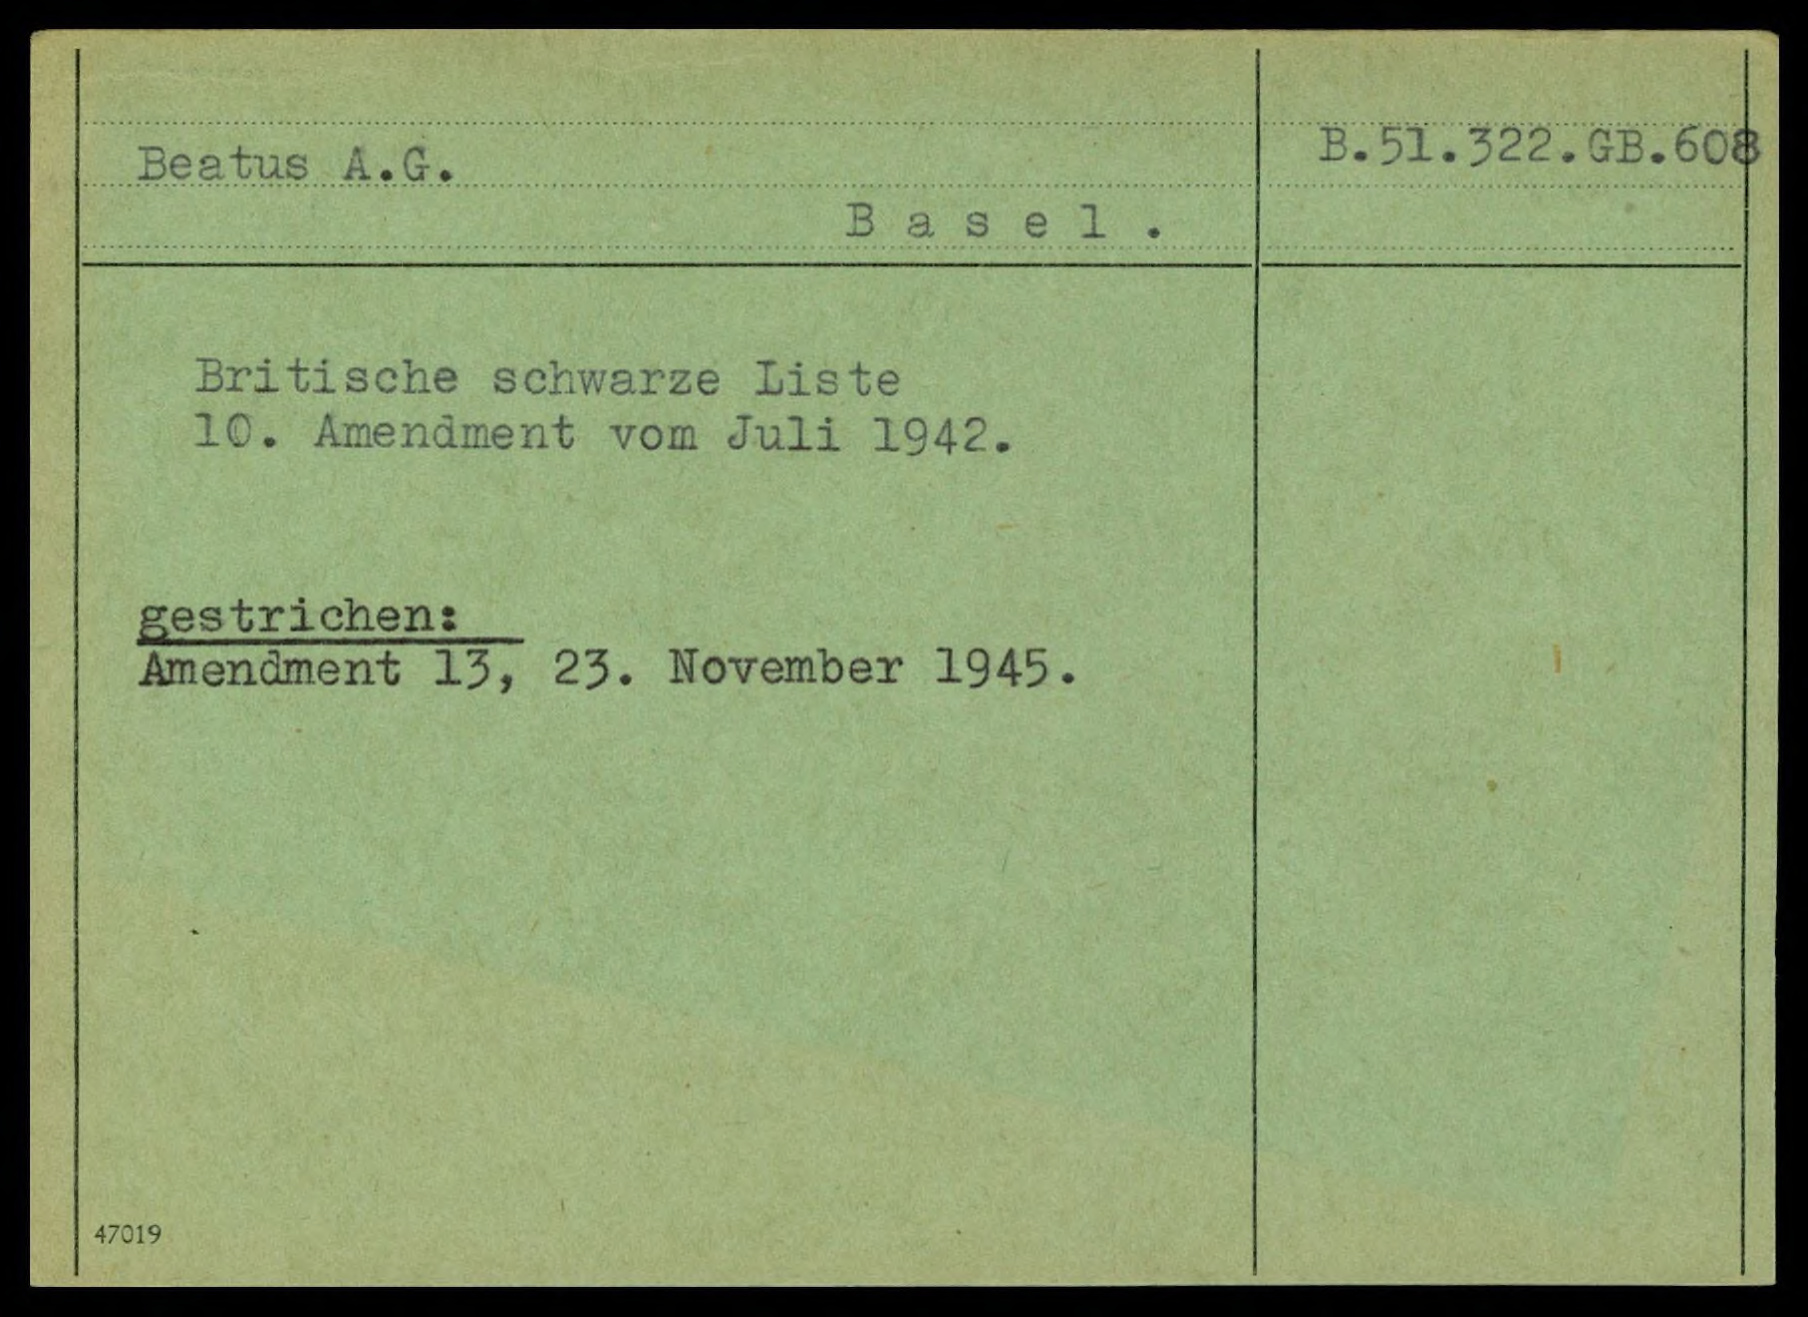 Beatus A.G.
B.51.322.GB.608
B a s e l .
Britische schwarze Liste
10. Amendment vom Juli 1942.
gestrichen:
Amendment 13, 23. November 1945.
47019